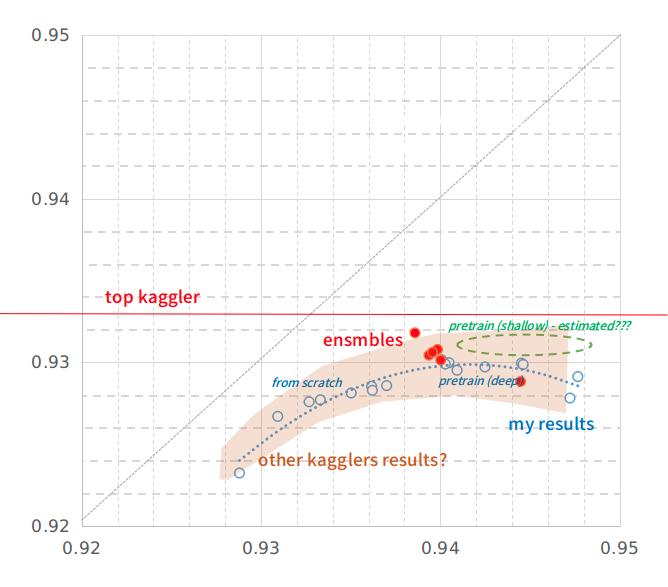 0.95
0.94
top kaggler
pretrain (shallow) - estimated???
ensmbles
0.93
from scratch
pretrain (deep)
my results
other kagglers results?
0.92
0.92 0.93 0.94 0.95